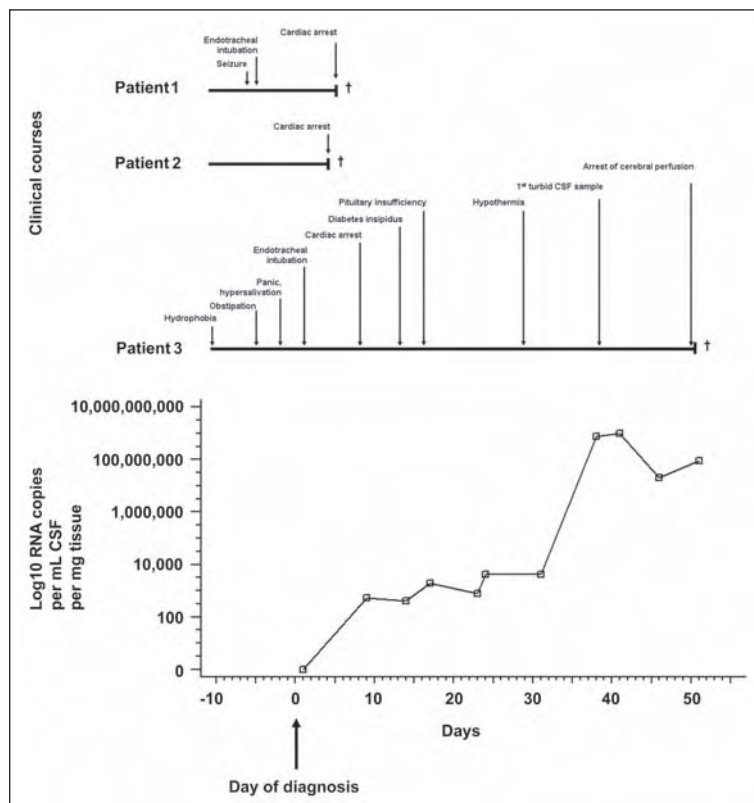 Clinical courses
Cardiac arrest
Endotracheal
intubation
Seizure
Patient 1
†
Cardiac arrest
Patient 2
†
Arrest of cerebral perfusion
1st turbid CSF sample
Pituitary insufficiency
Hypothermia
Diabetes insipidus
Cardiac arrest
Endotracheal
intubation
Panic,
hypersalivation
Obstipation
Hydrophobia
Patient 3
†
Log10 RNA copies
per mL CSF
per mg tissue
10,000,000,000
100,000,000
1,000,000
10,000
100
0
-10 0 10 20 30 40 50
Days
Day of diagnosis